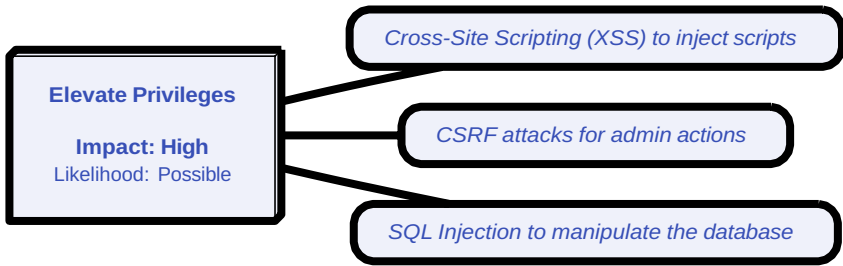 Cross-Site Scripting (XSS) to inject scripts
Elevate Privileges
Impact: High
Likelihood: Possible
CSRF attacks for admin actions
SQL Injection to manipulate the database